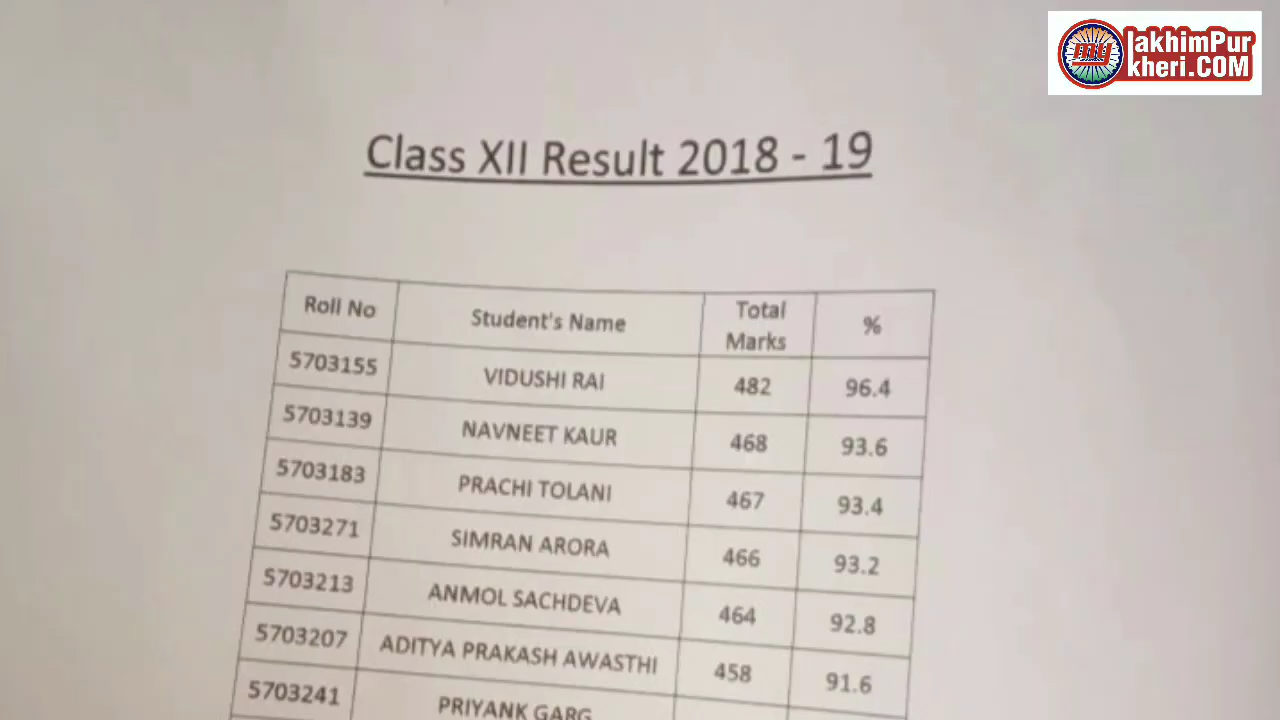 my lakhimPur
kheri.COM
Class XII Result 2018 - 19
Roll No Student's Name Total Marks %
5703155 VIDUSHI RAI 482 96.4
5703139 NAVNEET KAUR 468 93.6
5703183 PRACHI TOLANI 467 93.4
5703271 SIMRAN ARORA 466 93.2
5703213 ANMOL SACHDEVA 464 92.8
5703207 ADITYA PRAKASH AWASTHI 458 91.6
5703241 PRIYANK GARG